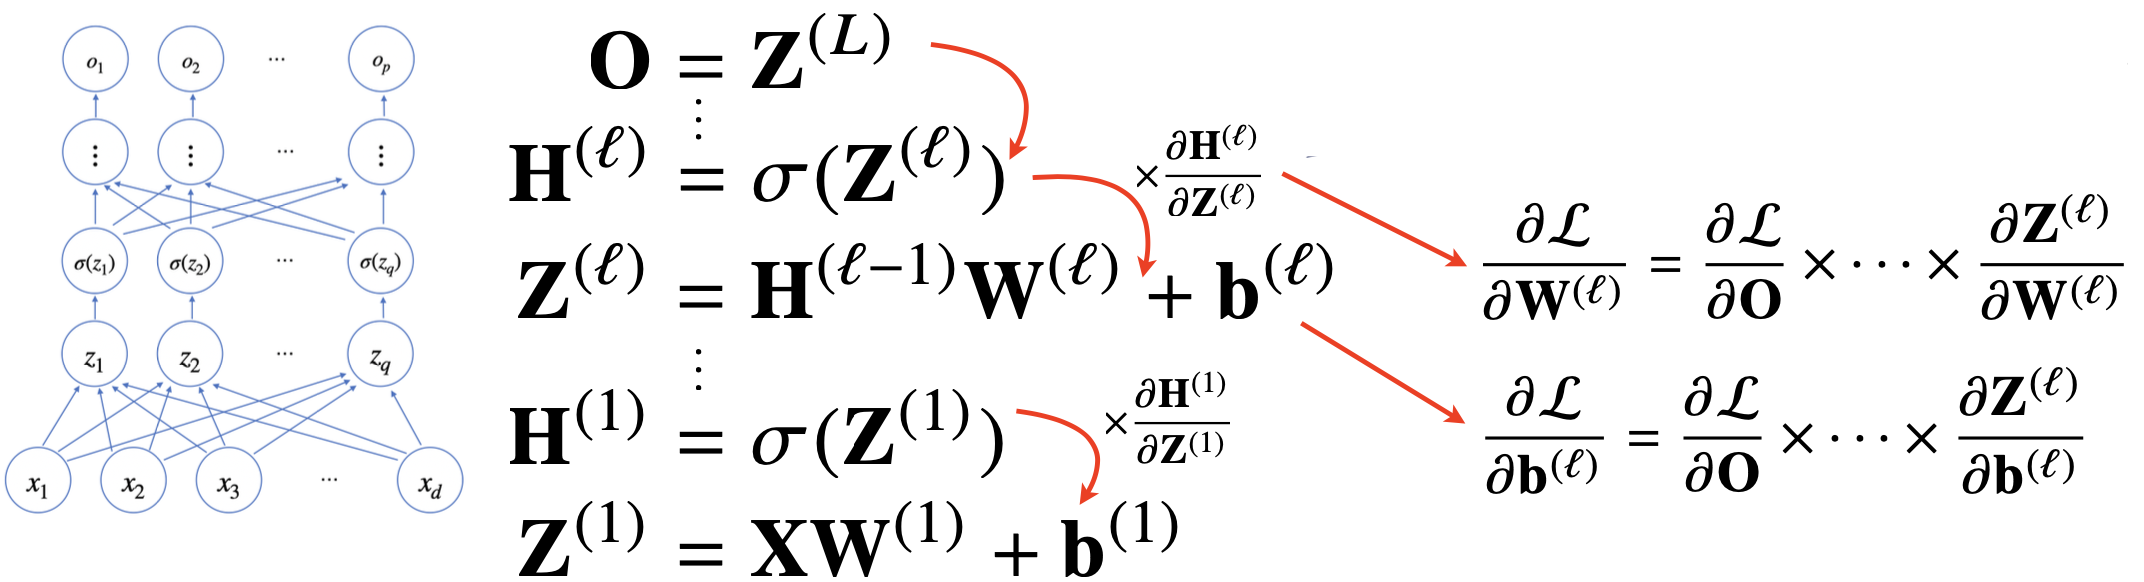 o₁ o₂ ... oₚ
⋮ ⋮ ... ⋮
σ(z₁) σ(z₂) ... σ(z_q)
z₁ z₂ ... z_q
x₁ x₂ x₃ ... x_d
O = Z^(L)
⋮
H^(ℓ) = σ(Z^(ℓ))
× ∂H^(ℓ) / ∂Z^(ℓ)
Z^(ℓ) = H^(ℓ−1) W^(ℓ) + b^(ℓ)
⋮
H^(1) = σ(Z^(1))
× ∂H^(1) / ∂Z^(1)
Z^(1) = XW^(1) + b^(1)
∂ℒ / ∂W^(ℓ) = ∂ℒ / ∂O × ··· × ∂Z^(ℓ) / ∂W^(ℓ)
∂ℒ / ∂b^(ℓ) = ∂ℒ / ∂O × ··· × ∂Z^(ℓ) / ∂b^(ℓ)